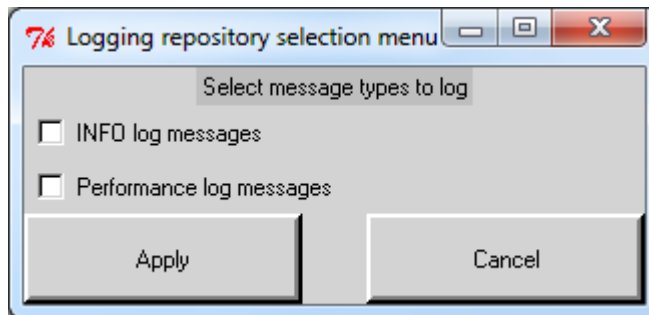 Logging repository selection menu
Select message types to log
INFO log messages
Performance log messages
Apply
Cancel